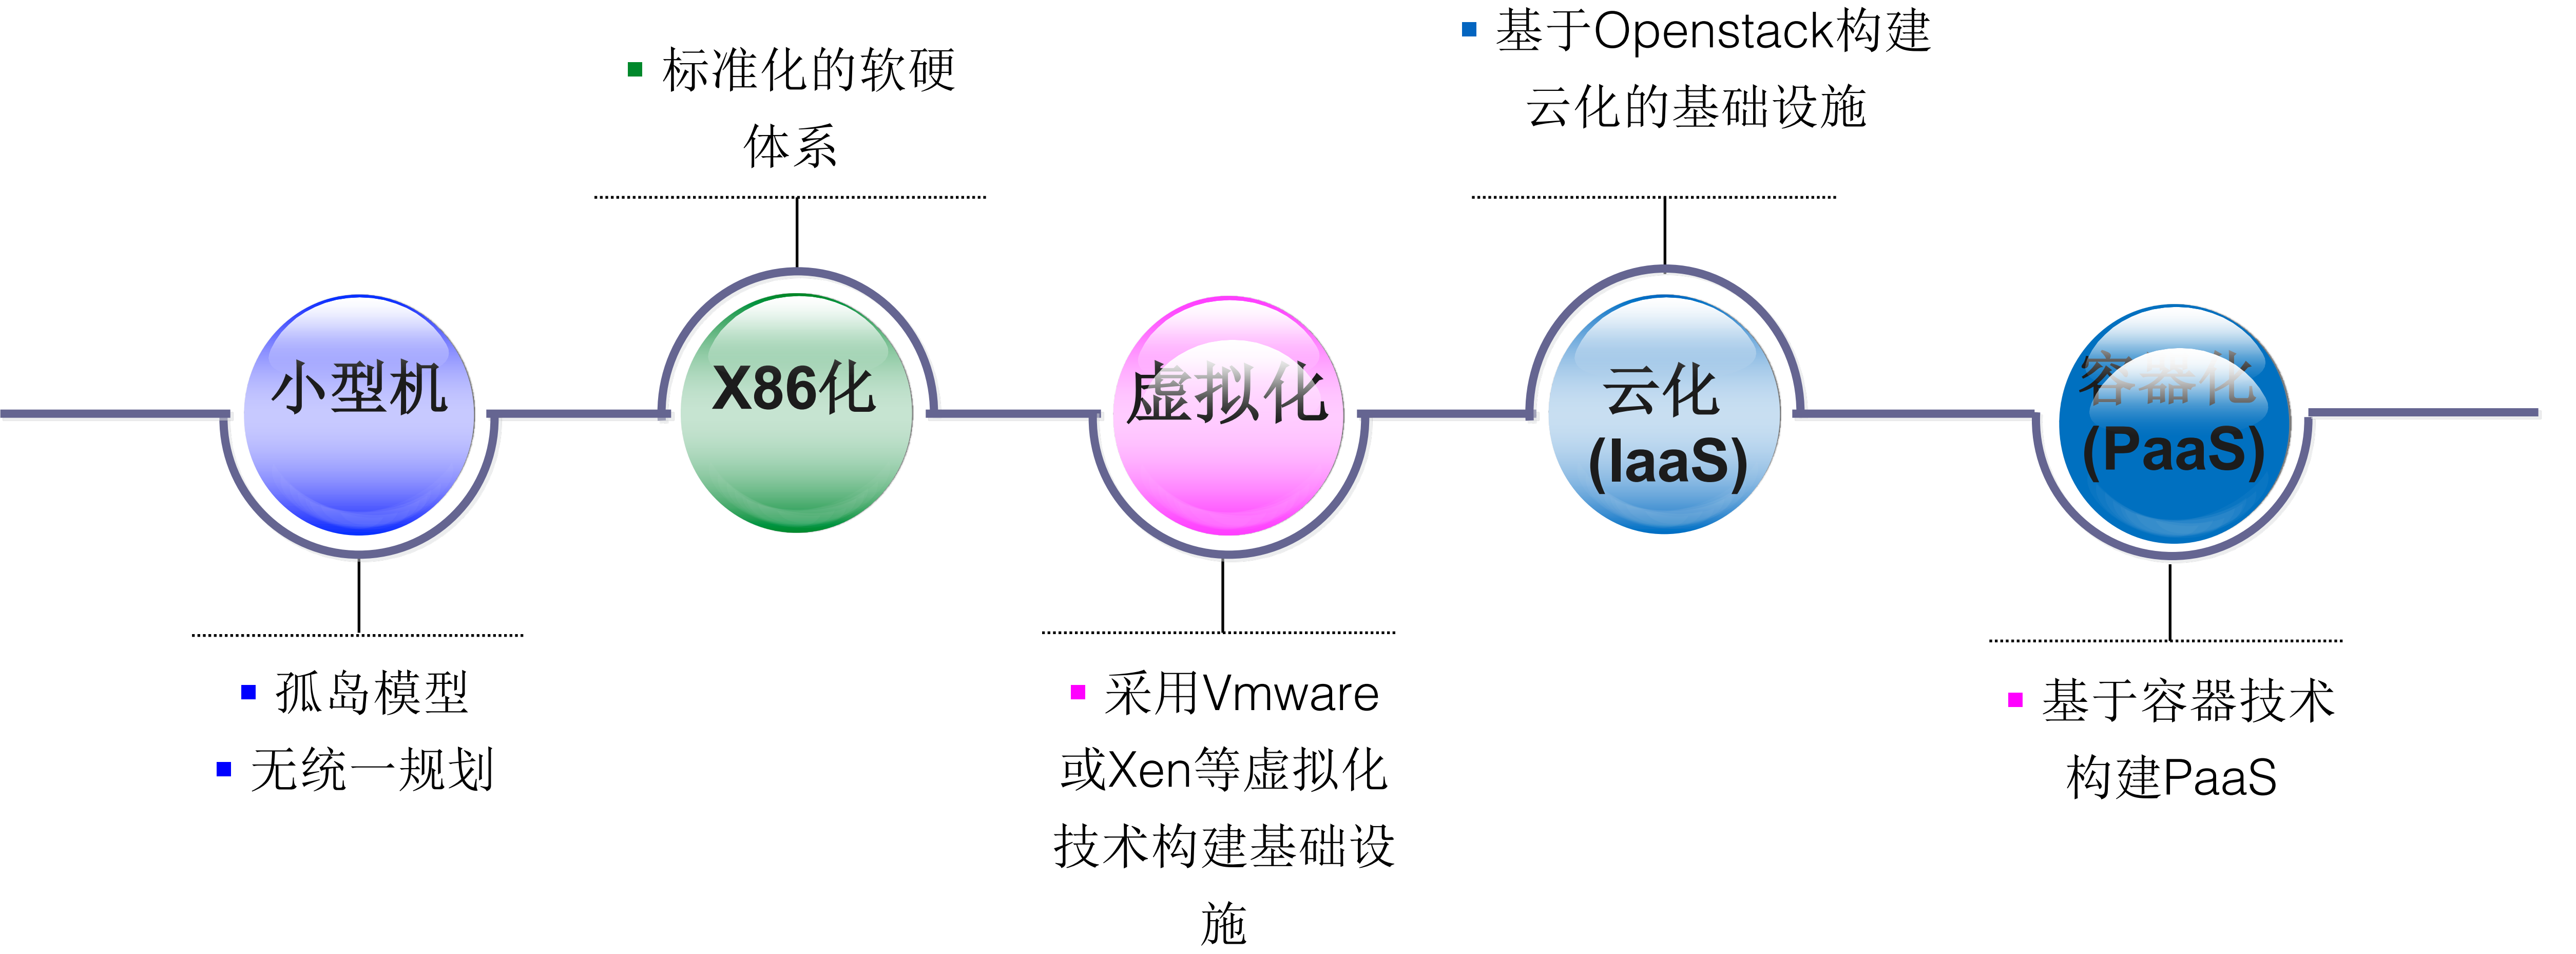 小型机
孤岛模型
无统一规划
标准化的软硬
体系
X86化
虚拟化
采用Vmware
或Xen等虚拟化
技术构建基础设
施
基于Openstack构建
云化的基础设施
云化
(IaaS)
容器化
(PaaS)
基于容器技术
构建PaaS